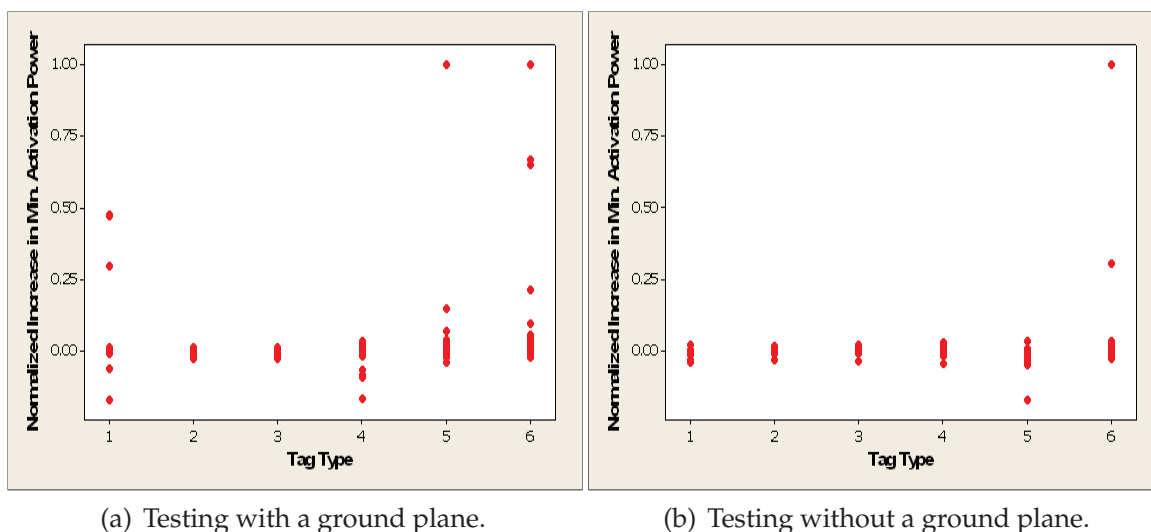 Normalized Increase in Min. Activation Power
1.00
0.75
0.50
0.25
0.00
1 2 3 4 5 6
Tag Type
(a) Testing with a ground plane.
Normalized Increase in Min. Activation Power
1.00
0.75
0.50
0.25
0.00
1 2 3 4 5 6
Tag Type
(b) Testing without a ground plane.